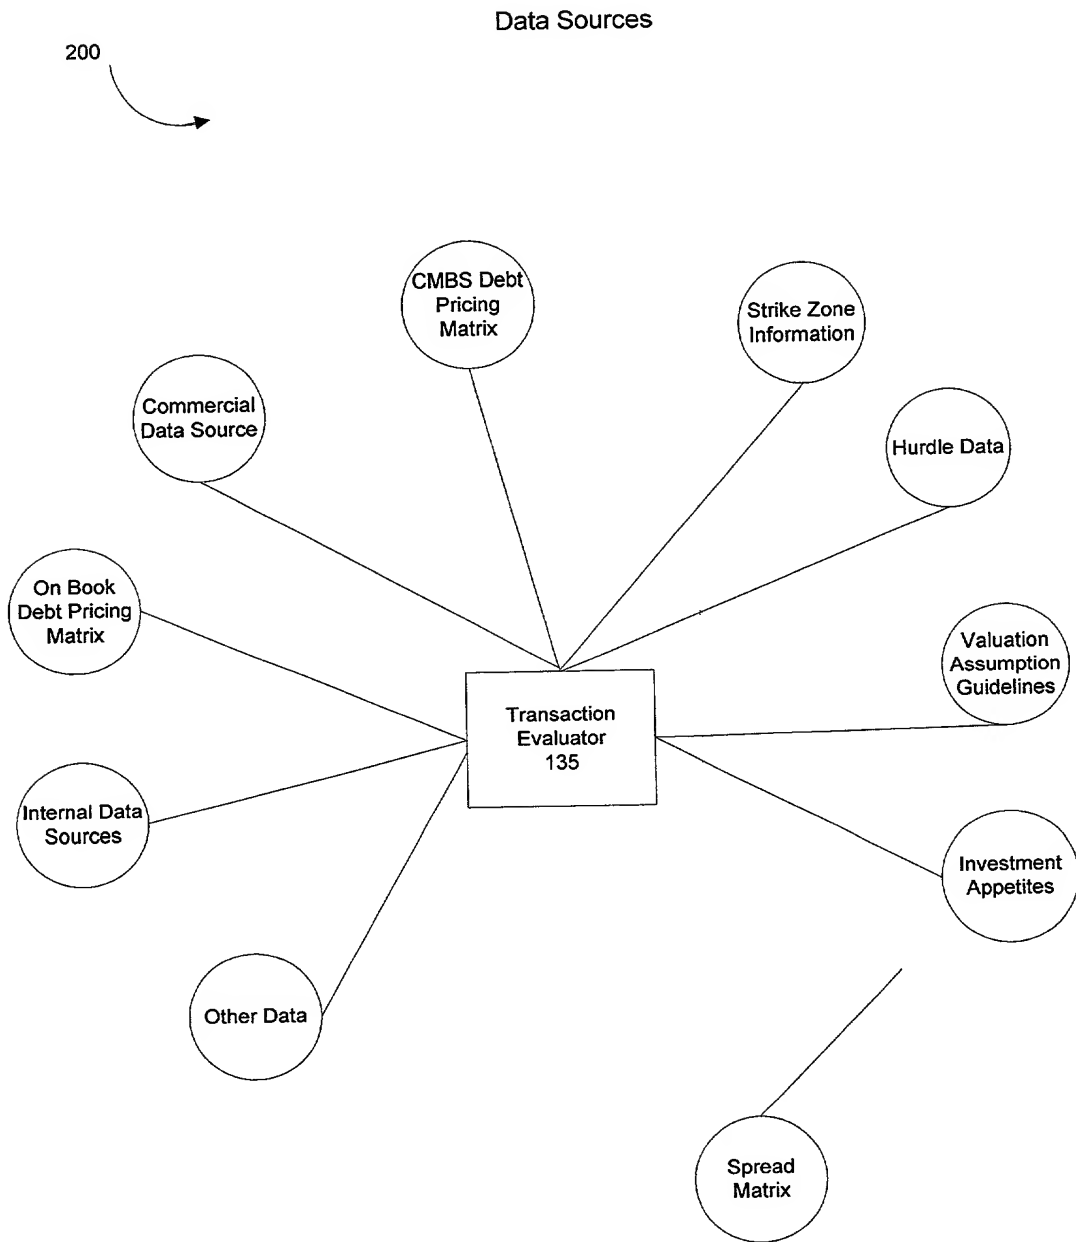 Data Sources
200
CMBS Debt
Pricing
Matrix
Strike Zone
Information
Commercial
Data Source
Hurdle Data
On Book
Debt Pricing
Matrix
Valuation
Assumption
Guidelines
Transaction
Evaluator
135
Internal Data
Sources
Investment
Appetites
Other Data
Spread
Matrix